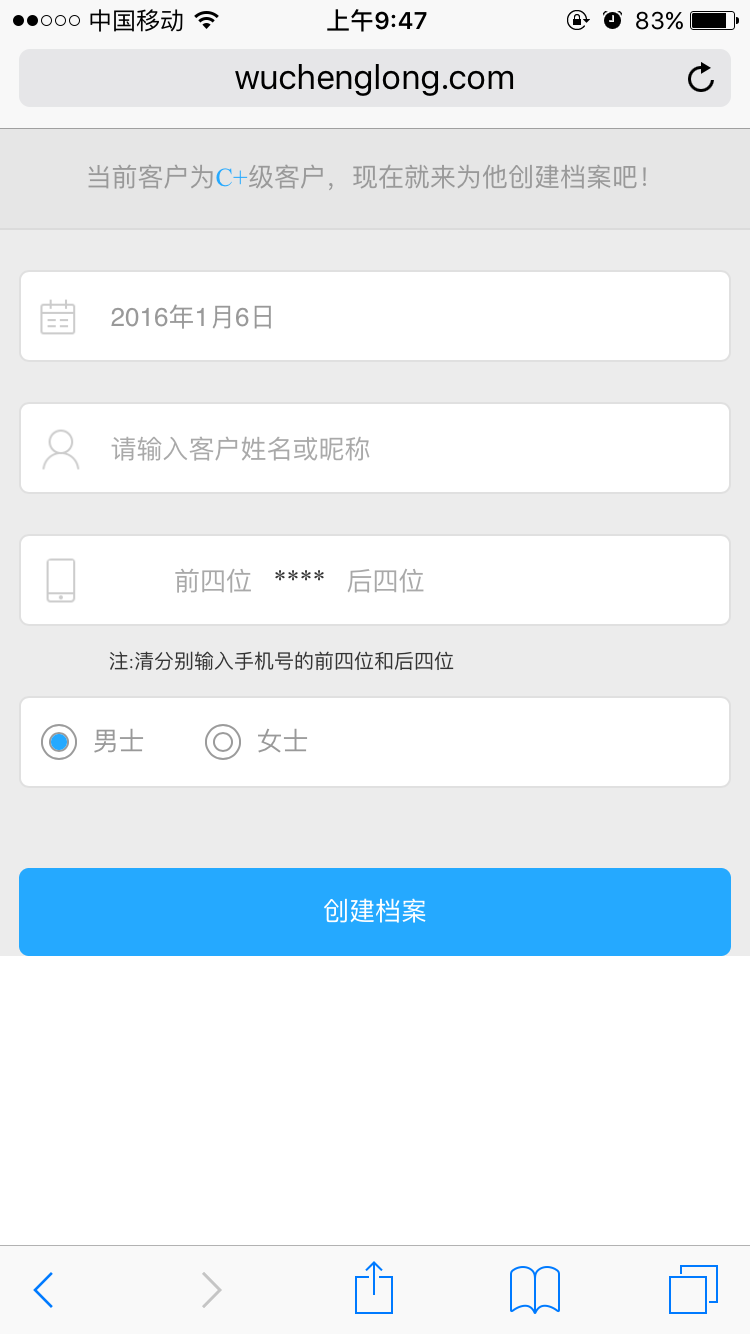 中国移动 上午9:47 83%
wuchenglong.com
当前客户为C+级客户，现在就来为他创建档案吧！
2016年1月6日
请输入客户姓名或昵称
前四位 **** 后四位
注:清分别输入手机号的前四位和后四位
男士 女士
创建档案